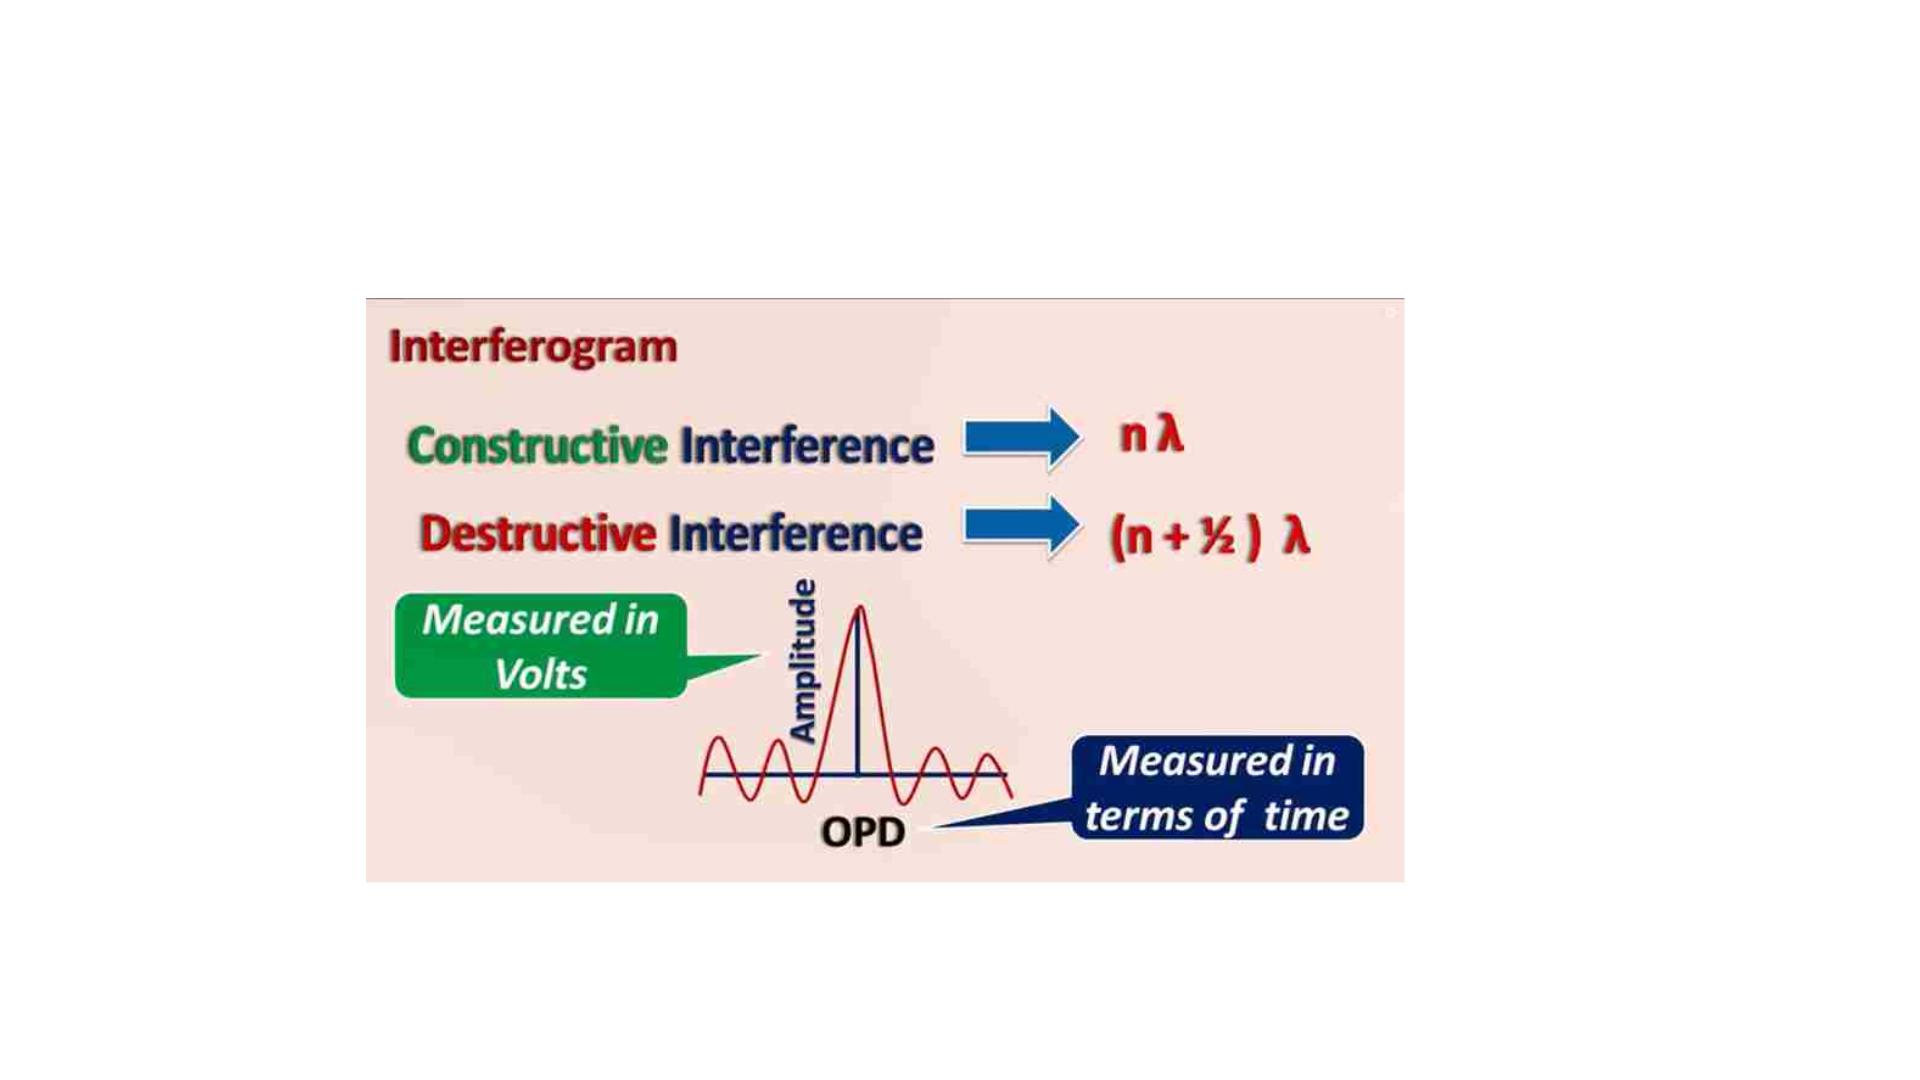 Interferogram
Constructive Interference
n λ
Destructive Interference
(n + ½ ) λ
Measured in
Volts
Amplitude
Measured in
terms of time
OPD